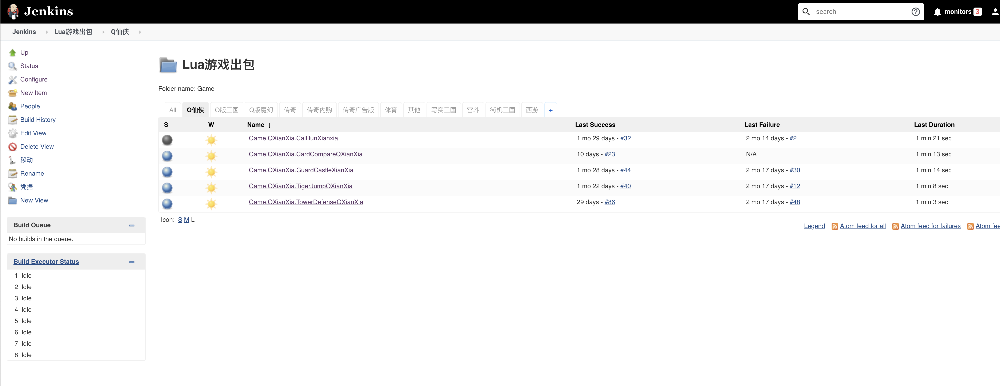 Jenkins
search
monitors 3
Jenkins Lua游戏出包 Q仙侠
Up
Status
Configure
New Item
People
Build History
Edit View
Delete View
移动
Rename
凭据
New View
Build Queue
No builds in the queue.
Build Executor Status
1 Idle
2 Idle
3 Idle
4 Idle
5 Idle
6 Idle
7 Idle
8 Idle
Lua游戏出包
Folder name: Game
All Q仙侠 Q版三国 Q版魔幻 传奇 传奇内购 传奇广告版 体育 其他 写实三国 宫斗 街机三国 西游 +
S W Name ↓ Last Success Last Failure Last Duration
Game.QXianXia.CalRunXianxia 1 mo 29 days - #32 2 mo 14 days - #2 1 min 21 sec
Game.QXianXia.CardCompareQXianXia 10 days - #23 N/A 1 min 13 sec
Game.QXianXia.GuardCastleXianXia 1 mo 28 days - #44 2 mo 17 days - #30 1 min 14 sec
Game.QXianXia.TigerJumpQXianXia 1 mo 22 days - #40 2 mo 17 days - #12 1 min 8 sec
Game.QXianXia.TowerDefenseQXianXia 29 days - #86 2 mo 17 days - #48 1 min 3 sec
Icon: S M L
Legend Atom feed for all Atom feed for failures Atom fee